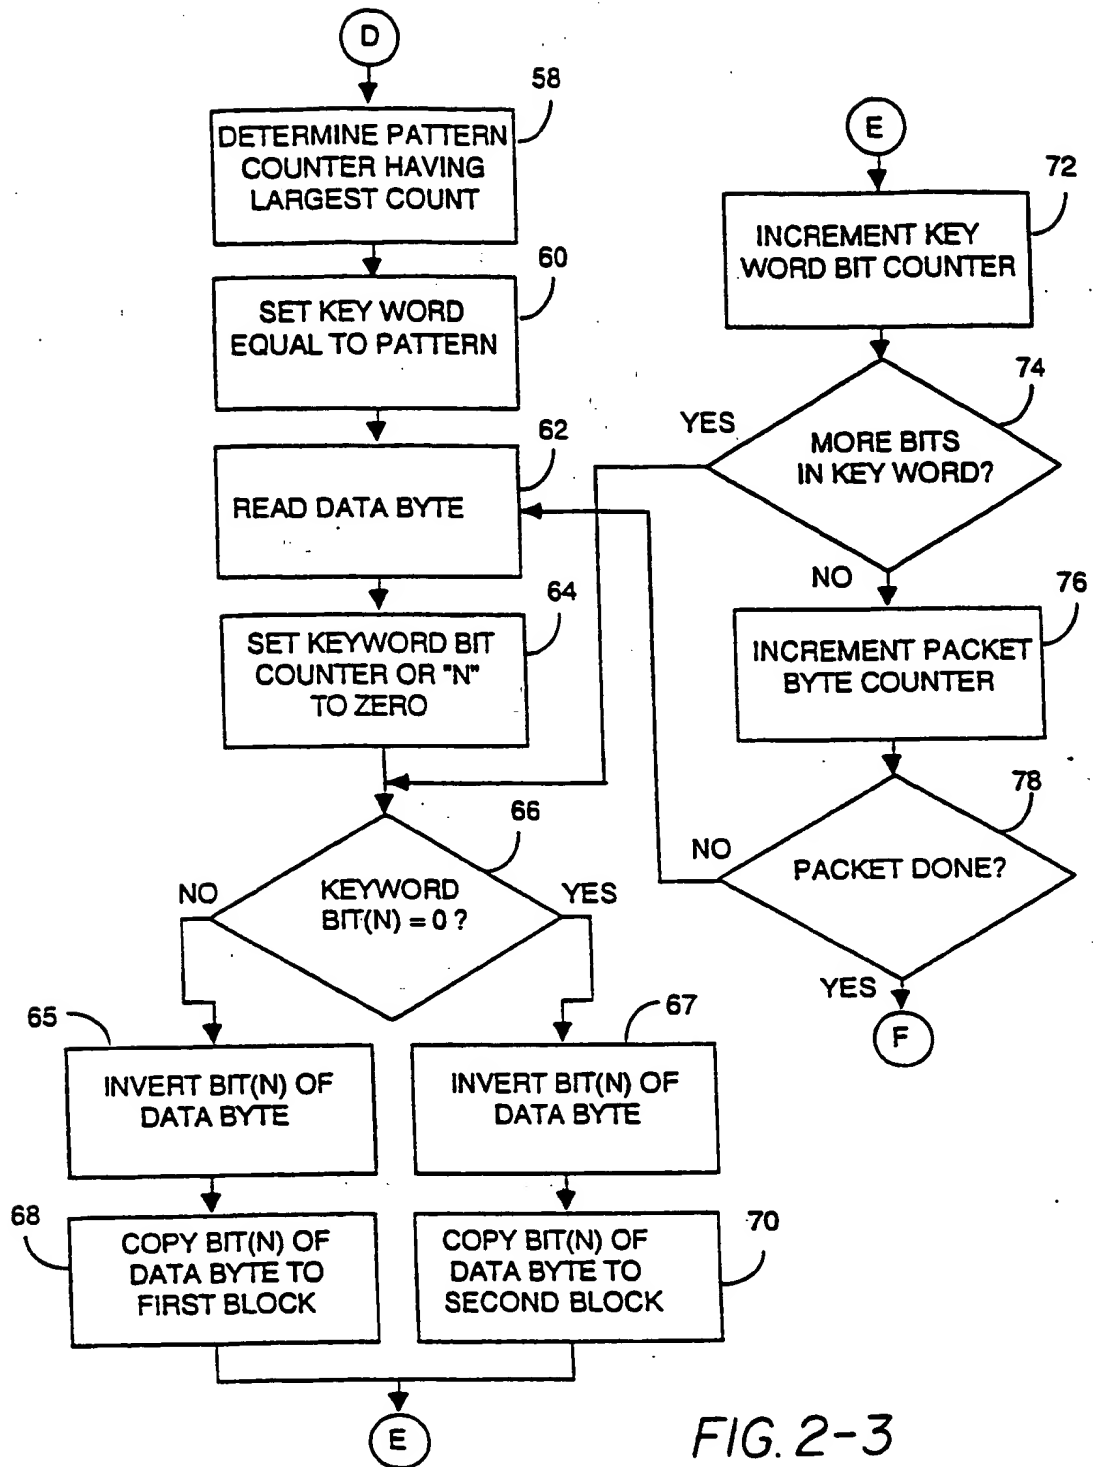 D
58
DETERMINE PATTERN
COUNTER HAVING
LARGEST COUNT
60
SET KEY WORD
EQUAL TO PATTERN
62
READ DATA BYTE
64
SET KEYWORD BIT
COUNTER OR "N"
TO ZERO
66
KEYWORD
BIT(N) = 0 ?
NO
YES
65
INVERT BIT(N) OF
DATA BYTE
67
INVERT BIT(N) OF
DATA BYTE
68
COPY BIT(N) OF
DATA BYTE TO
FIRST BLOCK
70
COPY BIT(N) OF
DATA BYTE TO
SECOND BLOCK
E
E
72
INCREMENT KEY
WORD BIT COUNTER
74
YES
MORE BITS
IN KEY WORD?
NO
76
INCREMENT PACKET
BYTE COUNTER
78
NO
PACKET DONE?
YES
F
FIG. 2-3